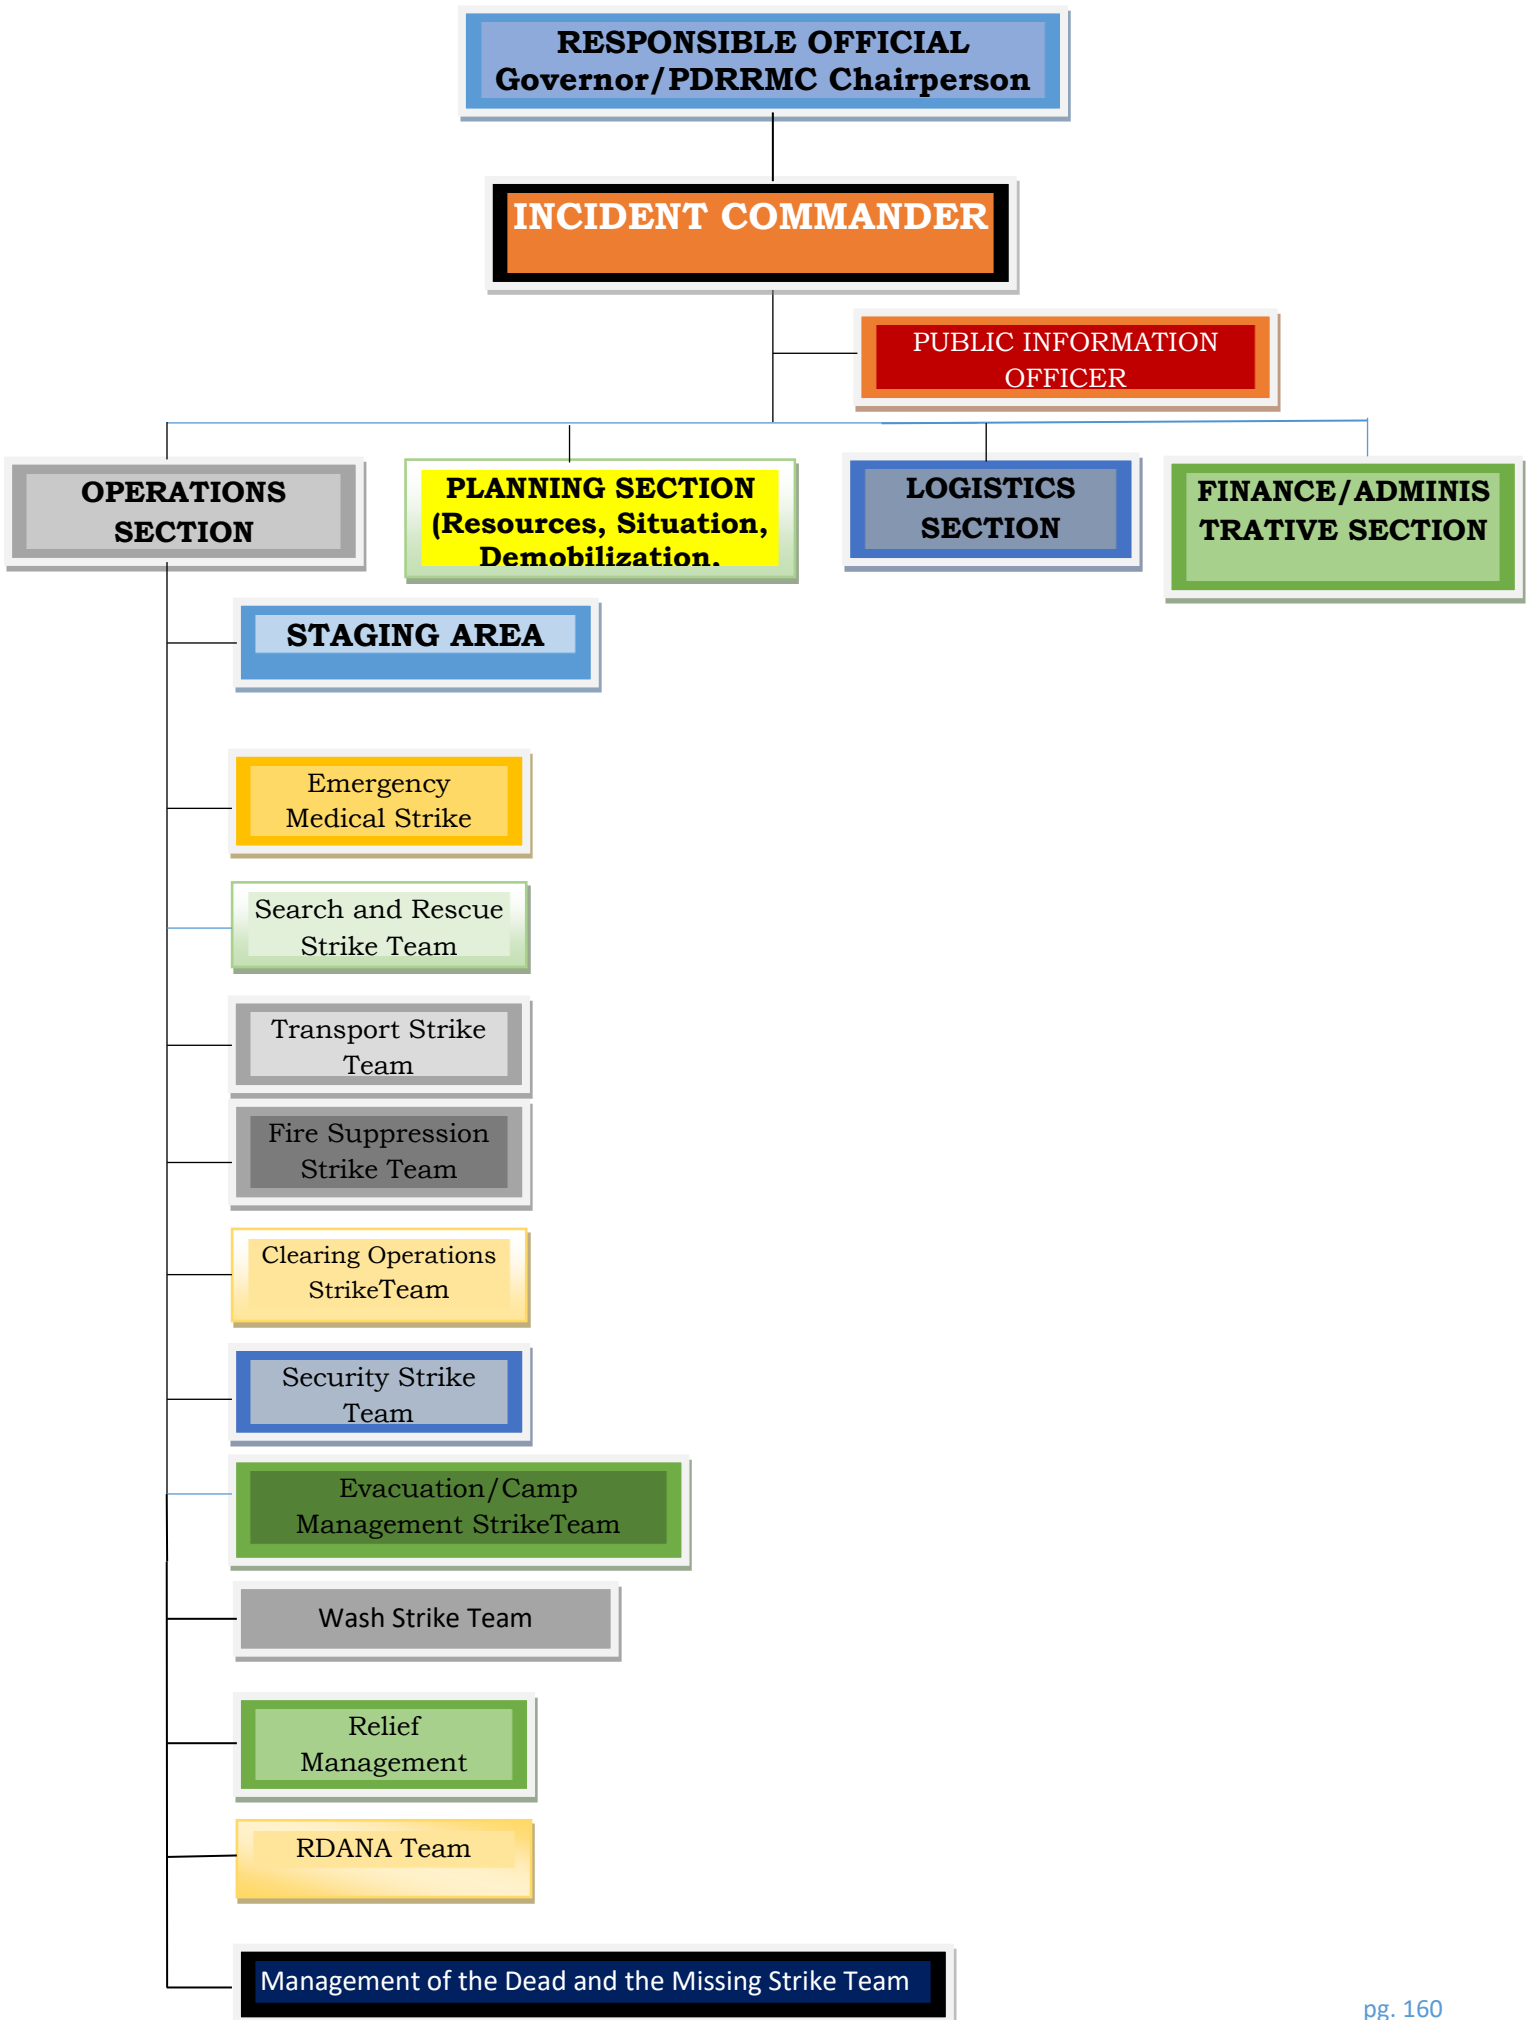 RESPONSIBLE OFFICIAL
Governor/PDRRMC Chairperson
INCIDENT COMMANDER
PUBLIC INFORMATION
OFFICER
OPERATIONS
SECTION
PLANNING SECTION
(Resources, Situation,
Demobilization,
LOGISTICS
SECTION
FINANCE/ADMINIS
TRATIVE SECTION
STAGING AREA
Emergency
Medical Strike
Search and Rescue
Strike Team
Transport Strike
Team
Fire Suppression
Strike Team
Clearing Operations
StrikeTeam
Security Strike
Team
Evacuation/Camp
Management StrikeTeam
Wash Strike Team
Relief
Management
RDANA Team
Management of the Dead and the Missing Strike Team
pg. 160